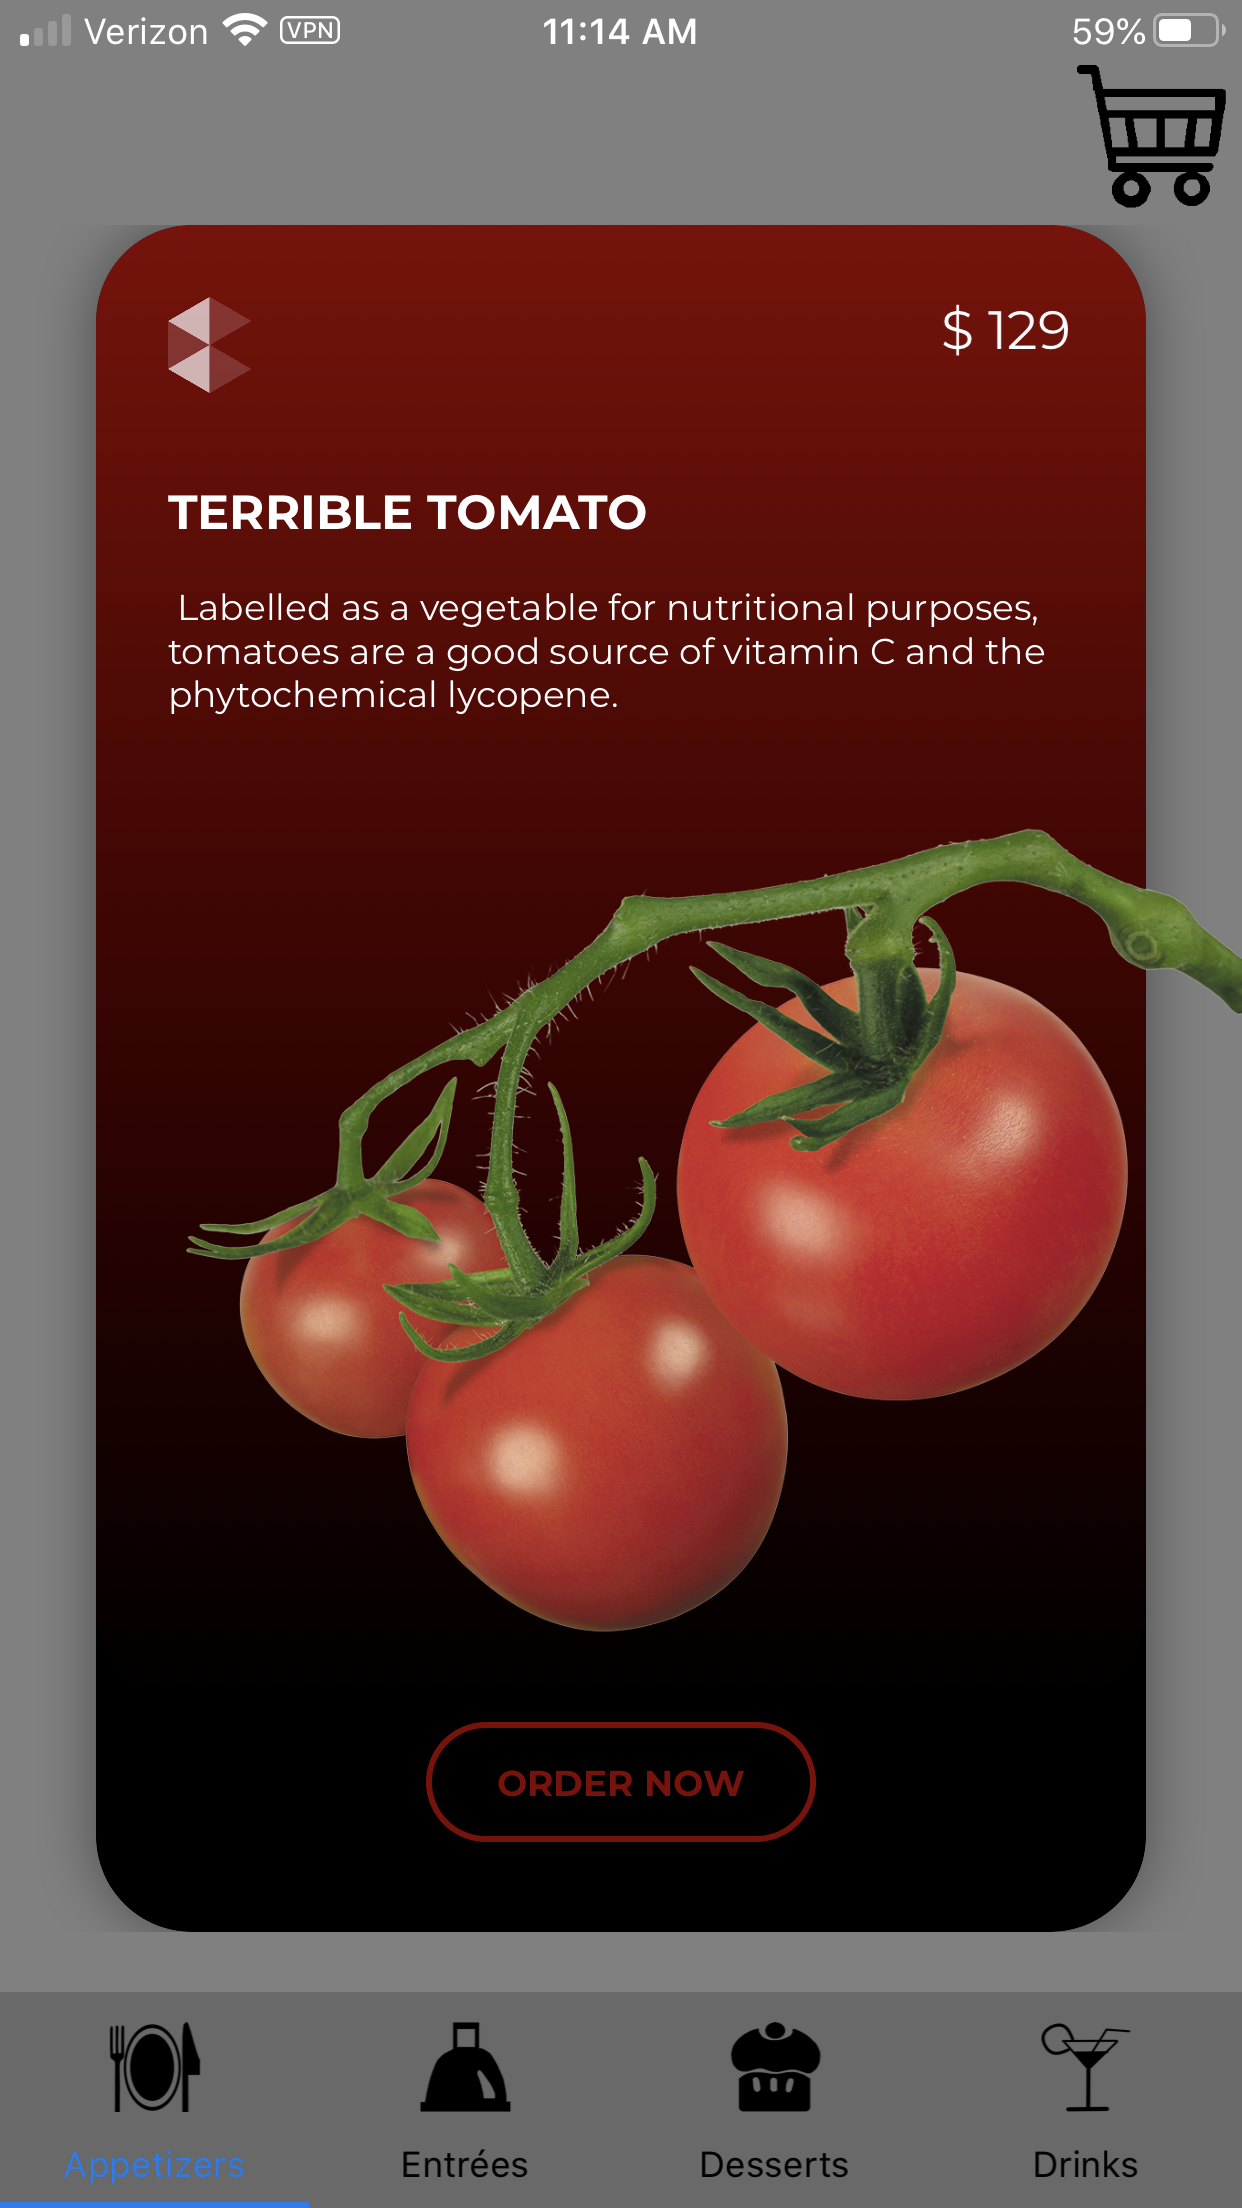 Verizon VPN 11:14 AM 59%
$ 129
TERRIBLE TOMATO
Labelled as a vegetable for nutritional purposes,
tomatoes are a good source of vitamin C and the
phytochemical lycopene.
ORDER NOW
Appetizers Entrées Desserts Drinks